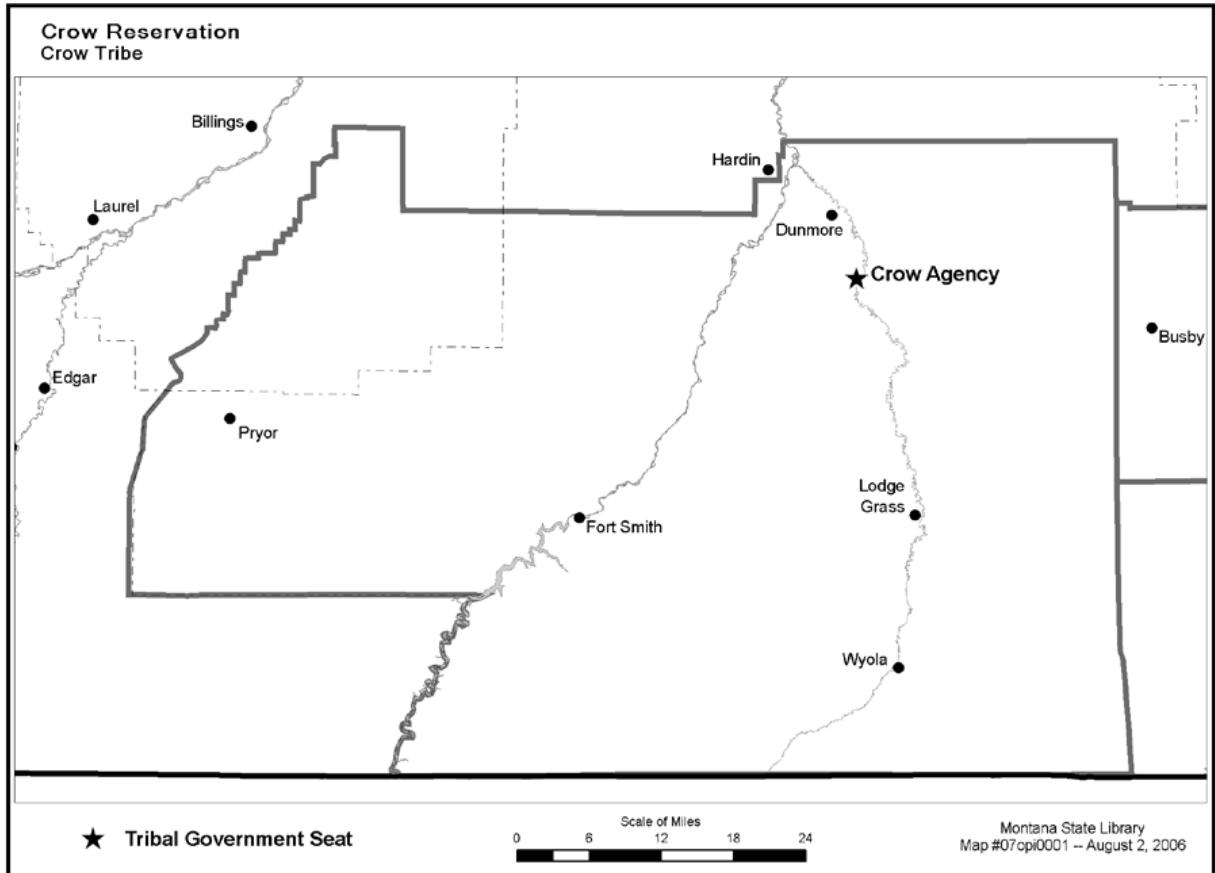 Crow Reservation
Crow Tribe
Billings
Hardin
Laurel
Dunmore
Crow Agency
Busby
Edgar
Pryor
Lodge
Grass
Fort Smith
Wyola
Tribal Government Seat
Scale of Miles
0 6 12 18 24
Montana State Library
Map #07opi0001 -- August 2, 2006